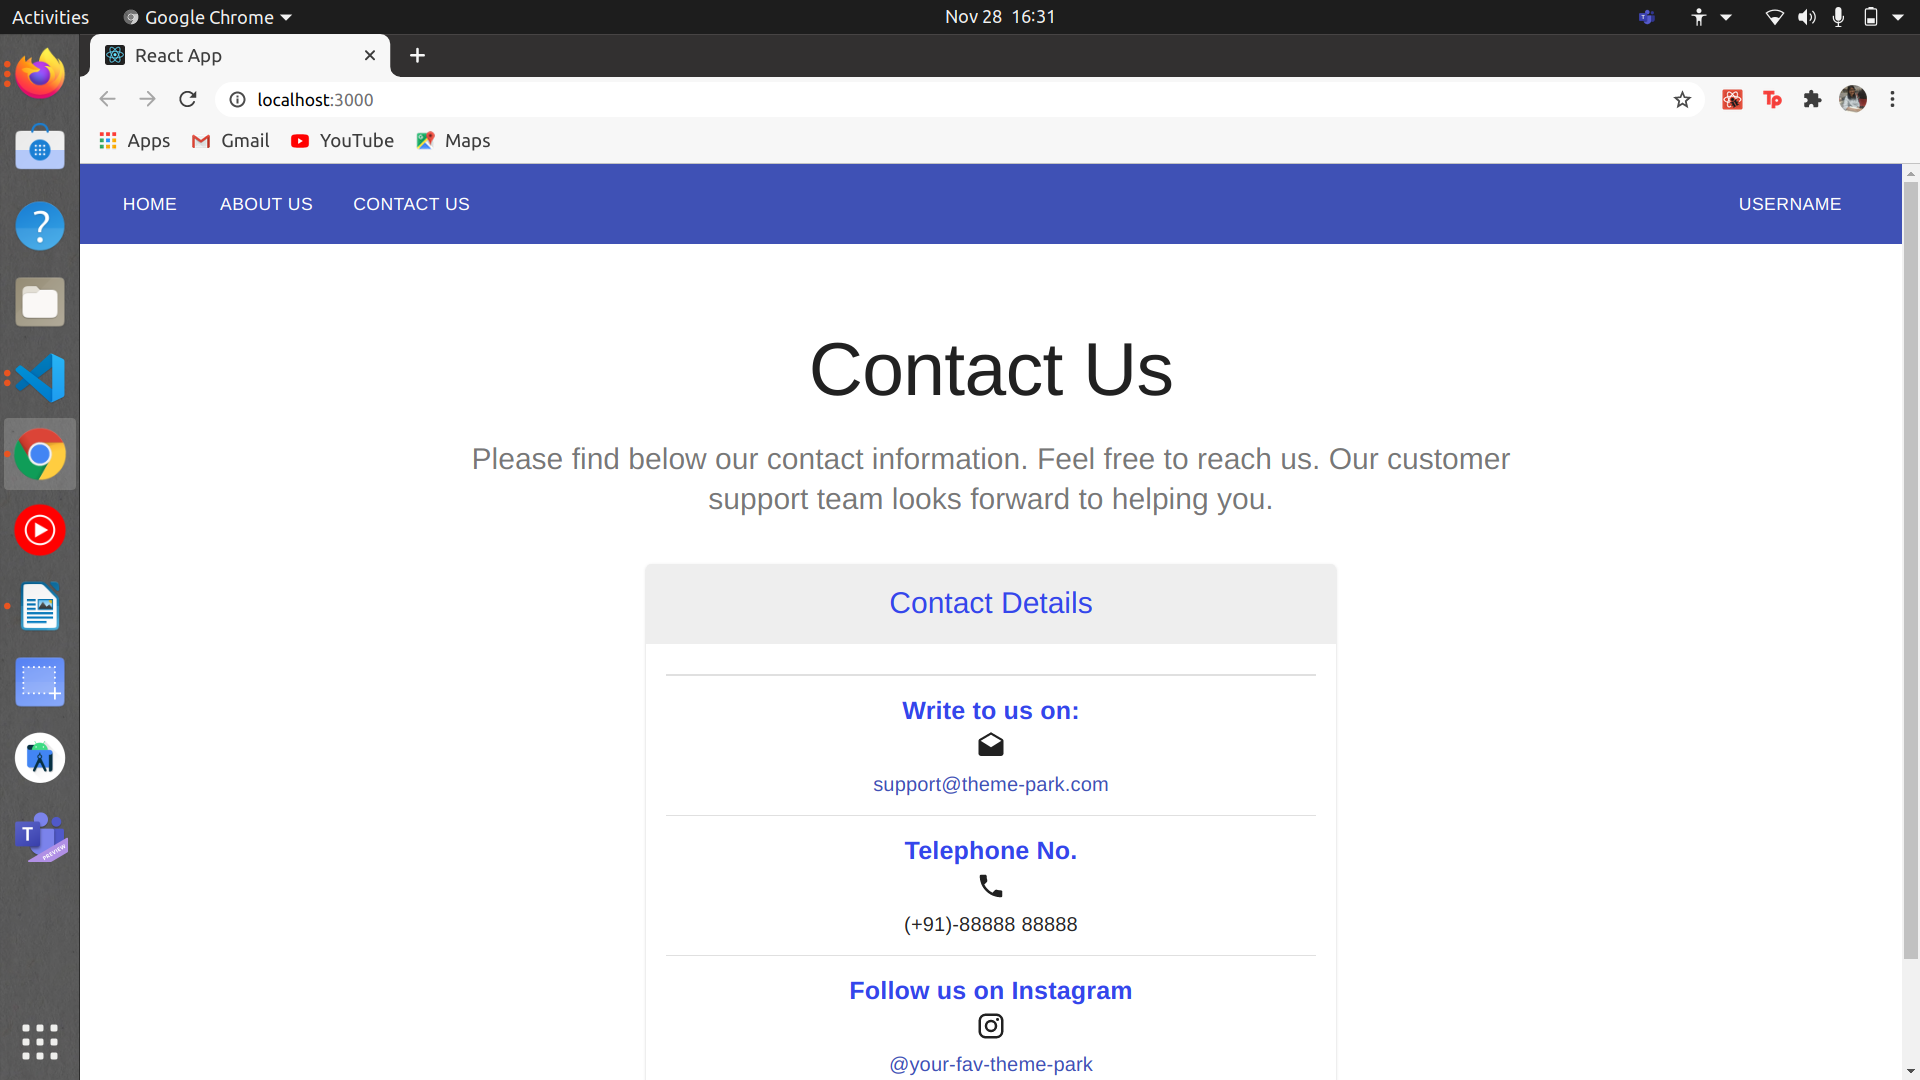 Activities
Google Chrome
Nov 28 16:31
React App
localhost:3000
Tp
Apps
Gmail
YouTube
Maps
HOME
ABOUT US
CONTACT US
USERNAME
Contact Us
Please find below our contact information. Feel free to reach us. Our customer
support team looks forward to helping you.
Contact Details
Write to us on:
support@theme-park.com
Telephone No.
(+91)-88888 88888
Follow us on Instagram
@your-fav-theme-park
?
T
PREVIEW